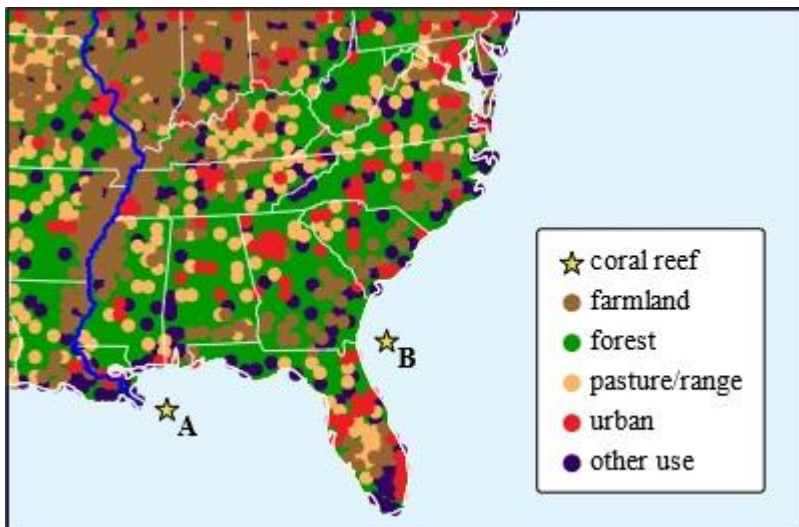 B
A
coral reef
farmland
forest
pasture/range
urban
other use